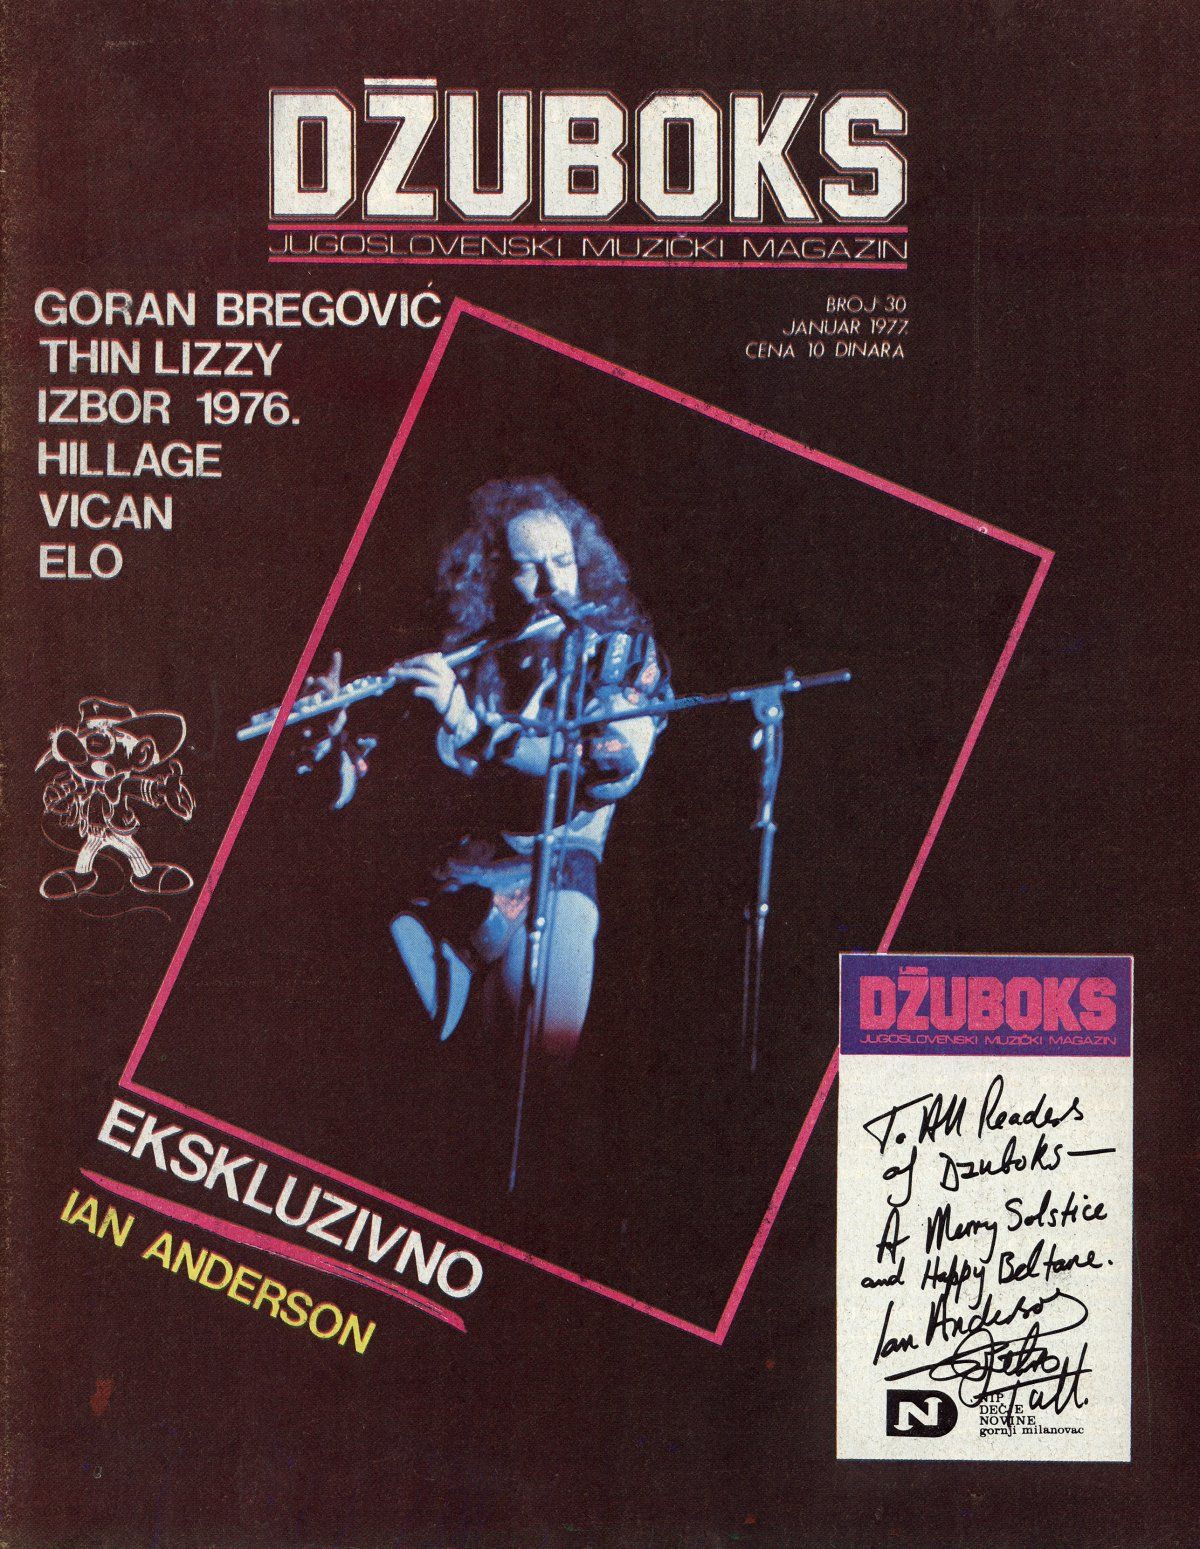 DŽUBOKS
JUGOSLOVENSKI MUZIČKI MAGAZIN
GORAN BREGOVIĆ
THIN LIZZY
IZBOR 1976.
HILLAGE
VICAN
ELO
BROJ 30
JANUAR 1977.
CENA 10 DINARA
EKSKLUZIVNO
IAN ANDERSON
DŽUBOKS
JUGOSLOVENSKI MUZIČKI MAGAZIN
To All Readers
of Dzuboks—
A Merry Solstice
and Happy Beltane.
Ian Anderson
Jethro
Tull.
N
NIP
DEČJE
NOVINE
gornji milanovac